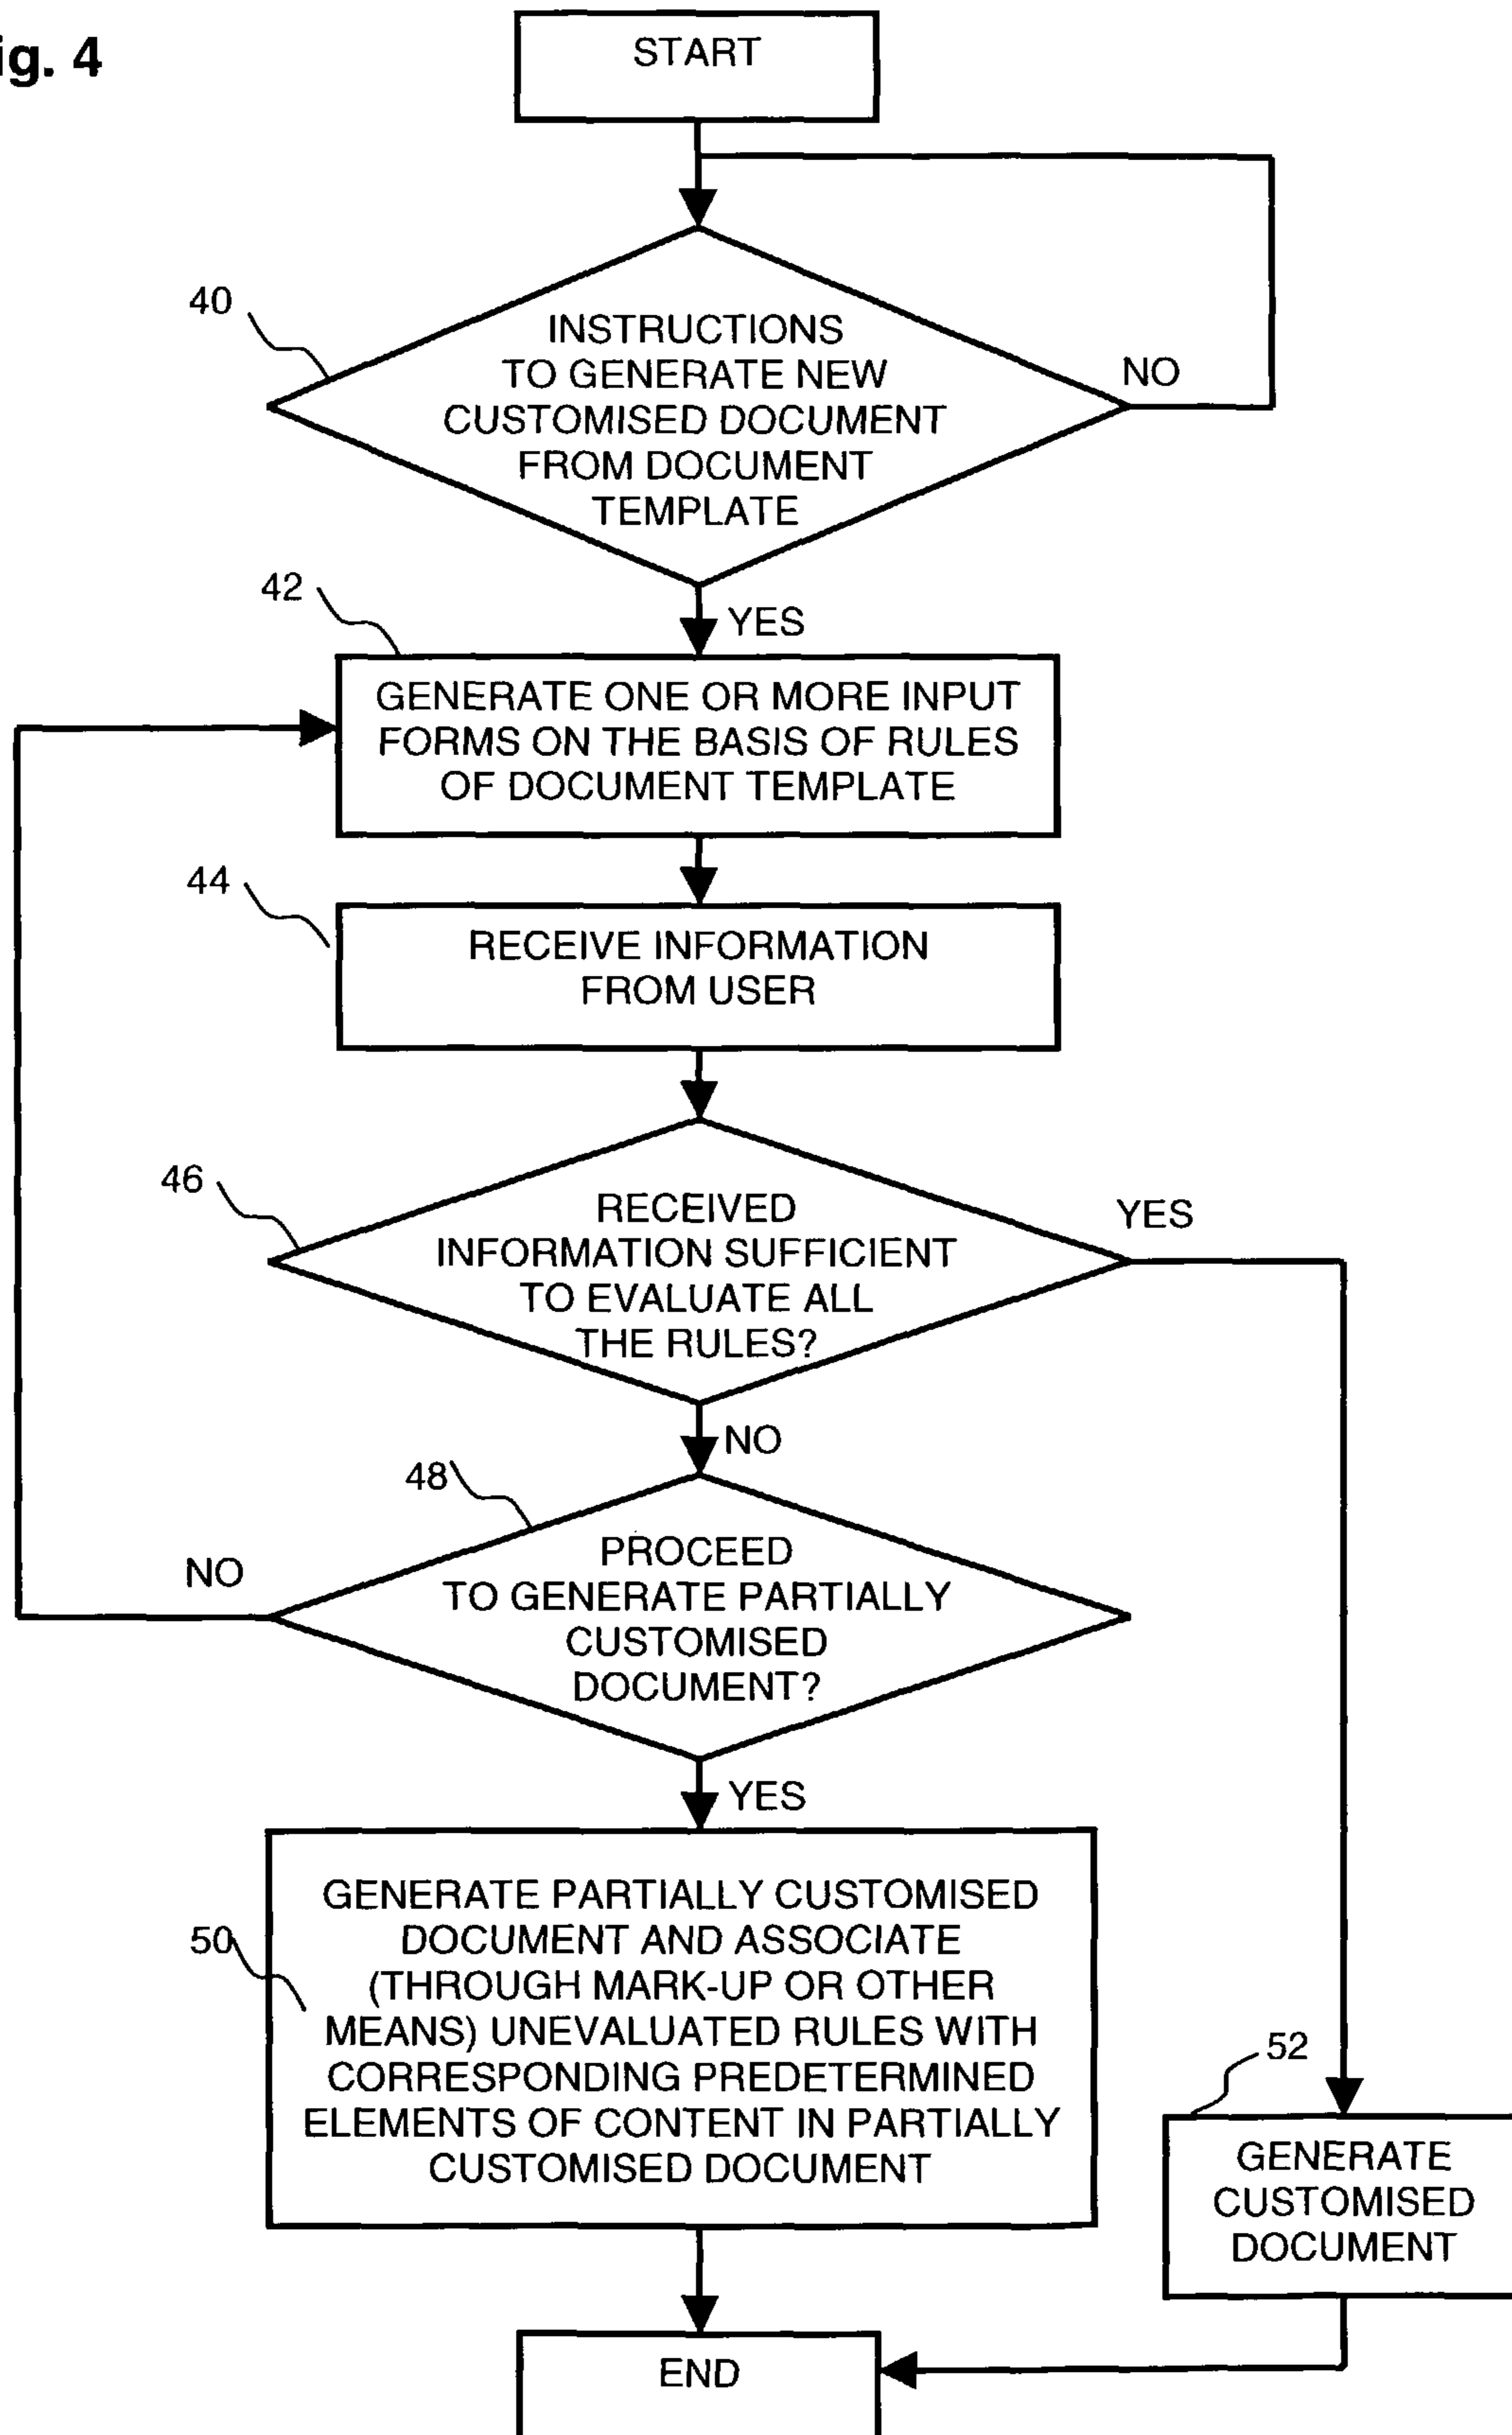 ig. 4
START
40
INSTRUCTIONS
TO GENERATE NEW
CUSTOMISED DOCUMENT
FROM DOCUMENT
TEMPLATE
NO
YES
42
GENERATE ONE OR MORE INPUT
FORMS ON THE BASIS OF RULES
OF DOCUMENT TEMPLATE
44
RECEIVE INFORMATION
FROM USER
46
RECEIVED
INFORMATION SUFFICIENT
TO EVALUATE ALL
THE RULES?
YES
NO
48
PROCEED
TO GENERATE PARTIALLY
CUSTOMISED
DOCUMENT?
NO
YES
50
GENERATE PARTIALLY CUSTOMISED
DOCUMENT AND ASSOCIATE
(THROUGH MARK-UP OR OTHER
MEANS) UNEVALUATED RULES WITH
CORRESPONDING PREDETERMINED
ELEMENTS OF CONTENT IN PARTIALLY
CUSTOMISED DOCUMENT
52
GENERATE
CUSTOMISED
DOCUMENT
END